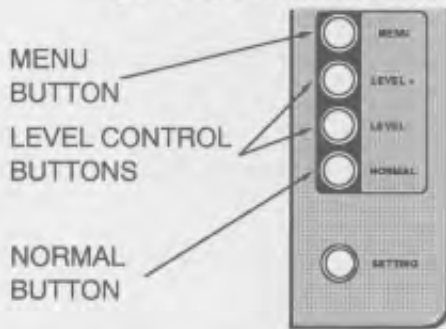 MENU
BUTTON
LEVEL CONTROL
BUTTONS
NORMAL
BUTTON
MENU
LEVEL +
LEVEL
NORMAL
SETTING